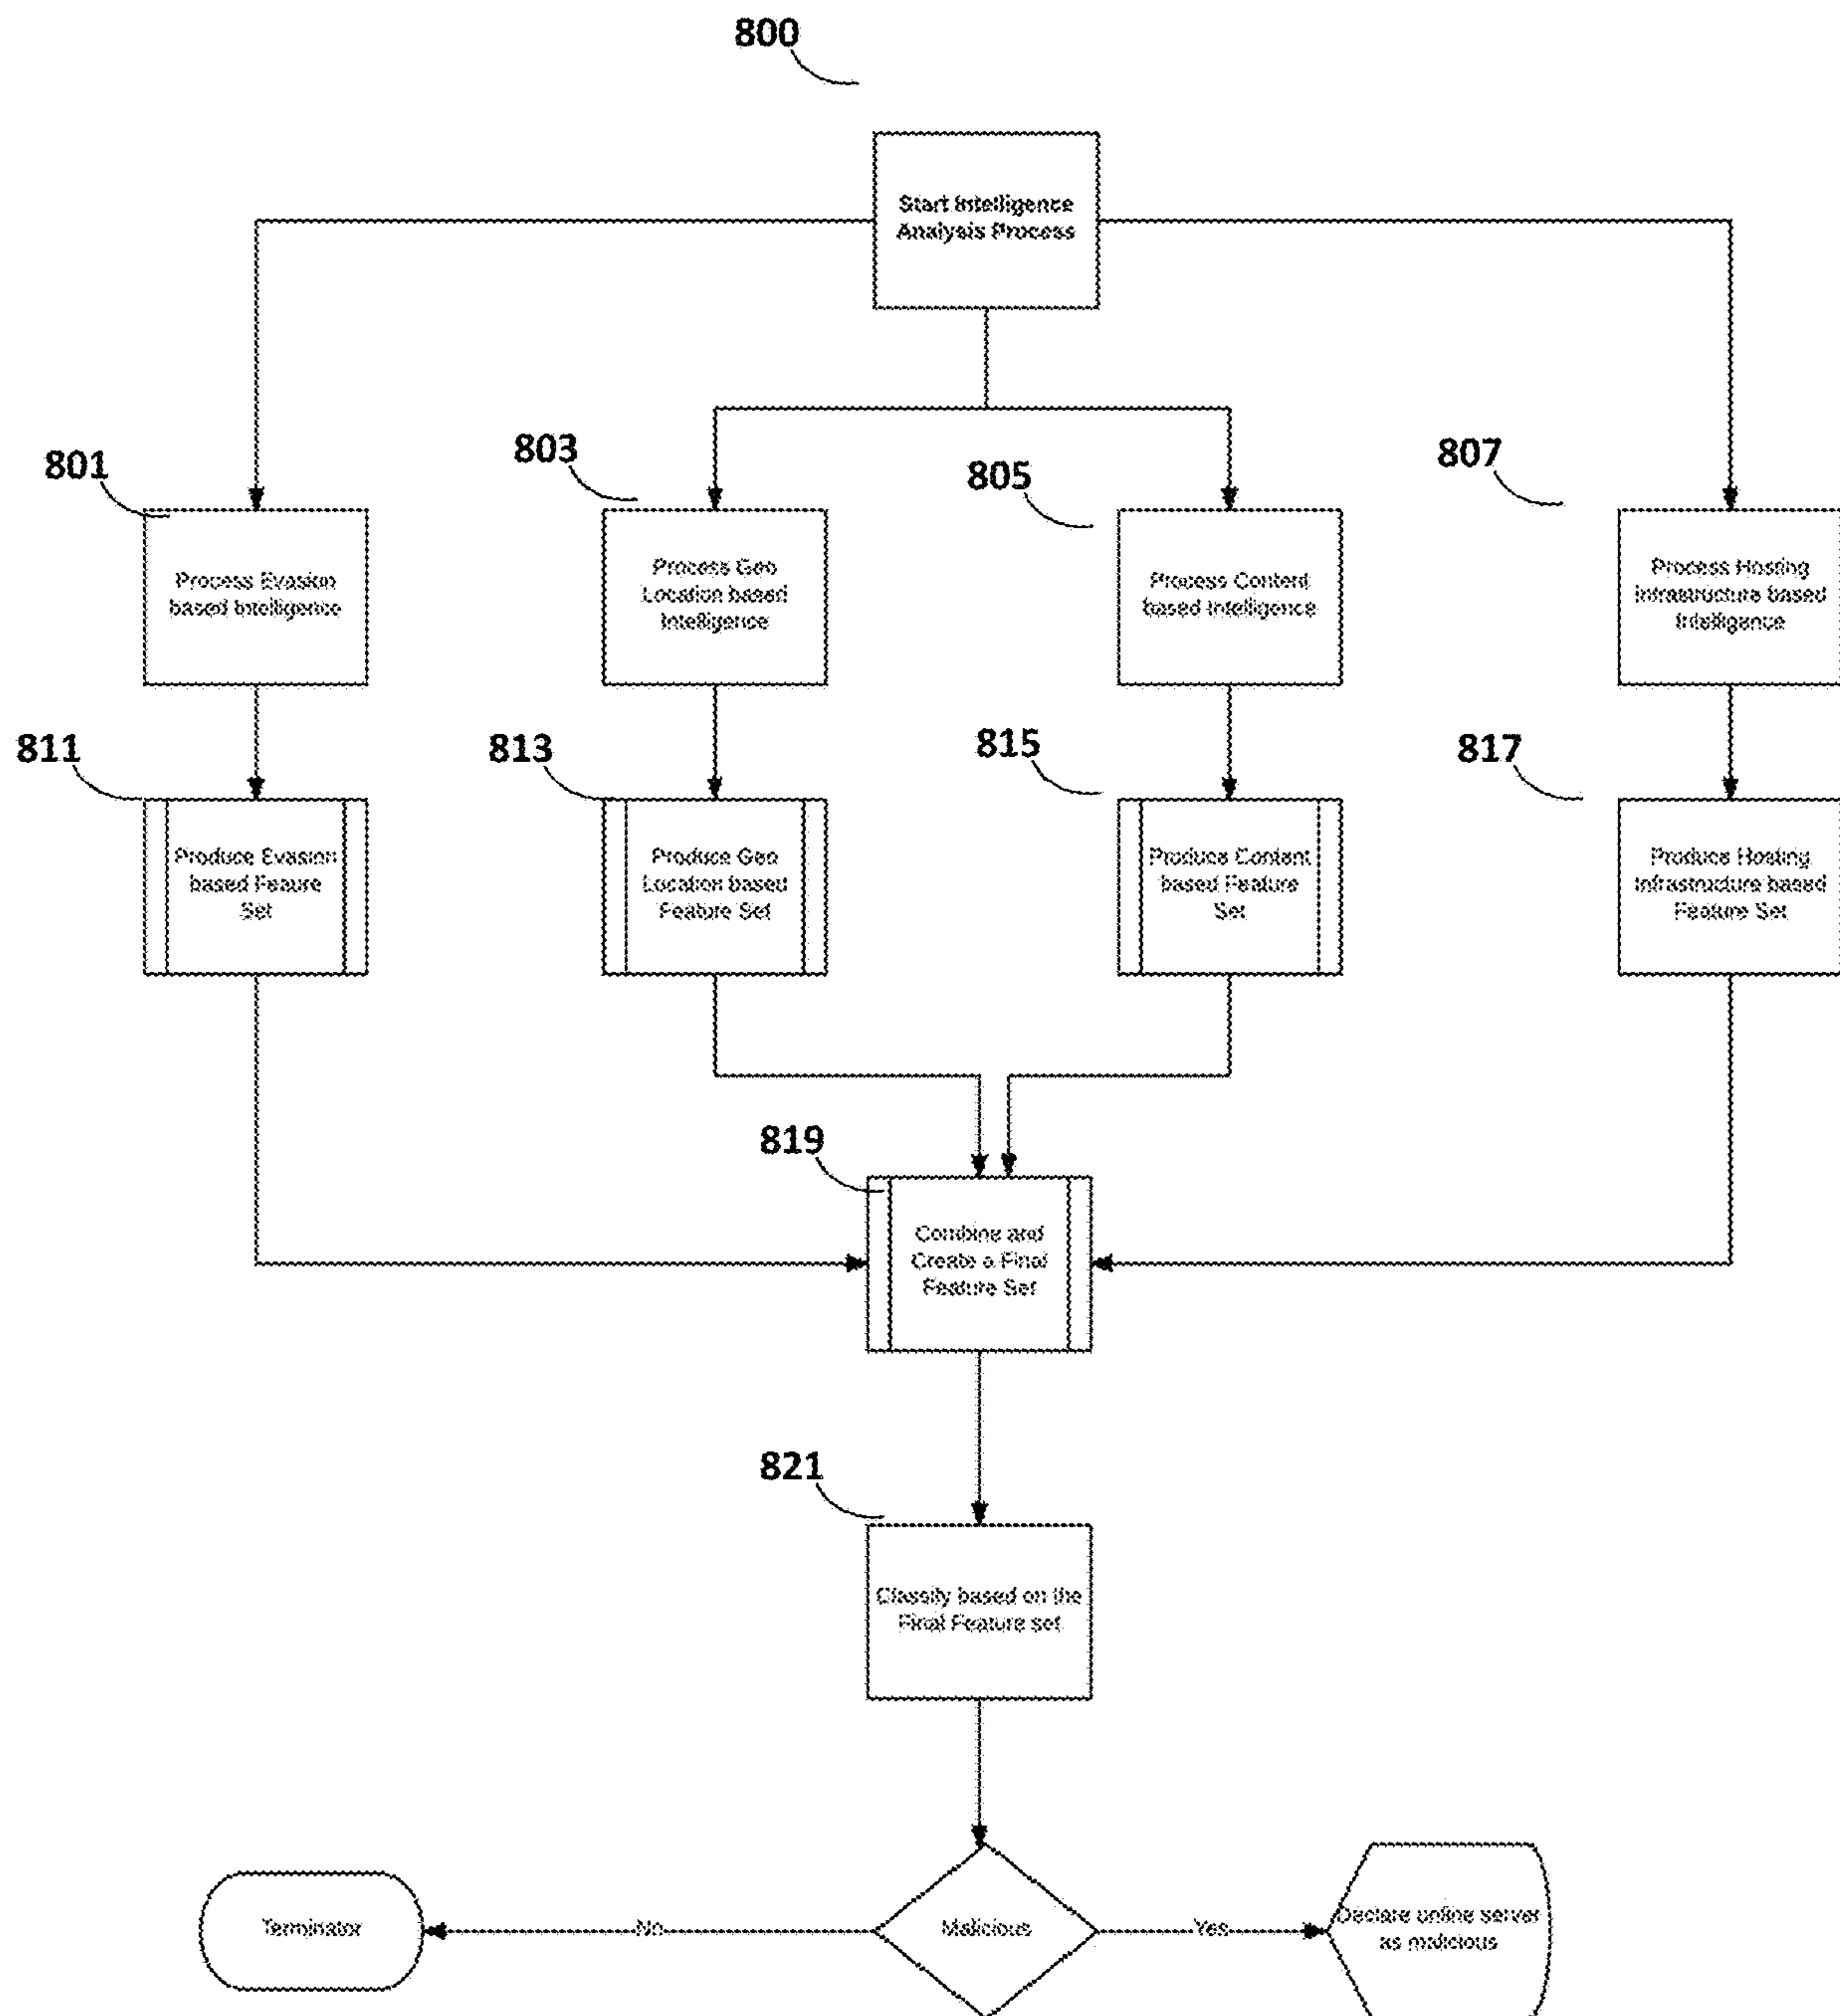 800
Start Intelligence
Analysis Process
801
803
805
807
Process Evasion
based Intelligence
Process Geo
Location based
Intelligence
Process Content
based Intelligence
Process Hosting
Infrastructure based
Intelligence
811
813
815
817
Produce Evasion
based Feaure
Set
Produce Geo
Location based
Feature Set
Produce Content
based Feature
Set
Produce Hosting
Infrastructure based
Feature Set
819
Combine and
Create a Final
Feature Set
821
Classify based on the
Final Feature set
Terminator
No
Malicious
Yes
Declare online server
as malicious